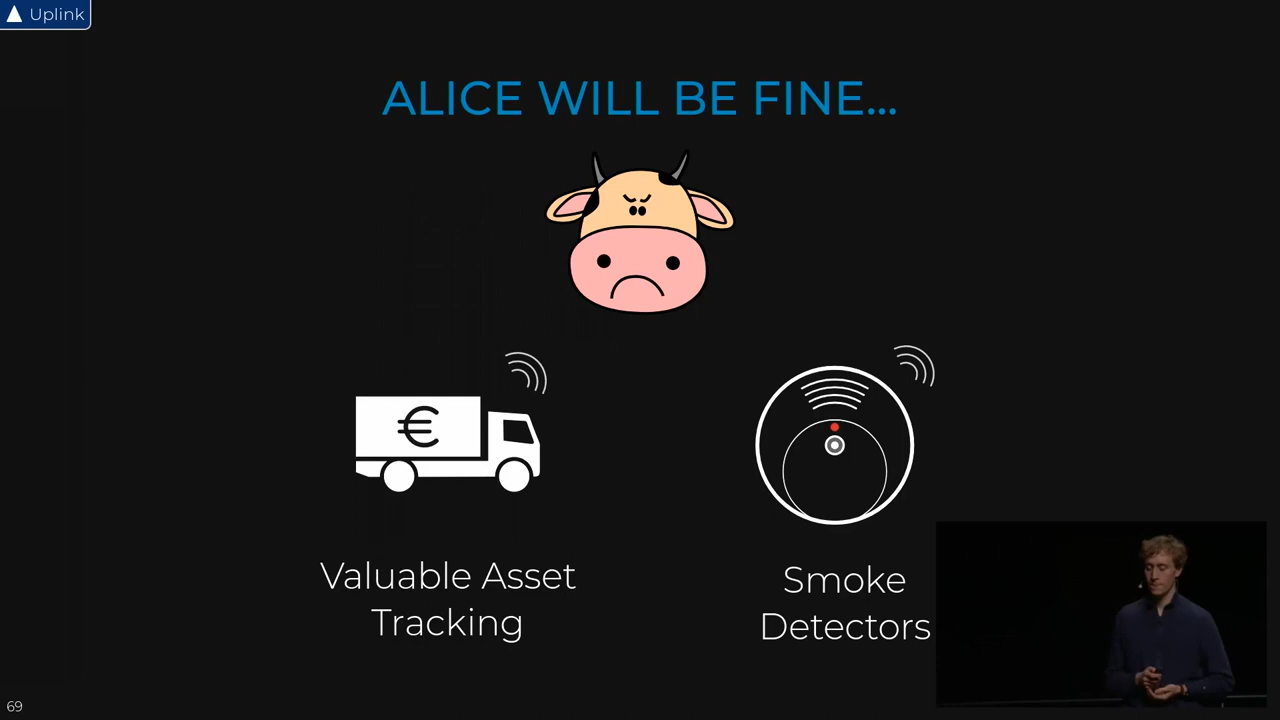 Uplink
ALICE WILL BE FINE...
€
Valuable Asset
Tracking
Smoke
Detectors
69